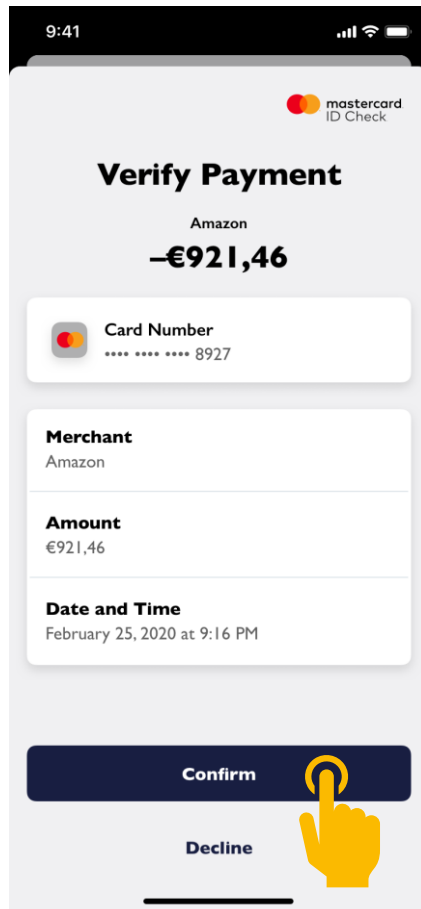 9:41
mastercard
ID Check
Verify Payment
Amazon
–€921,46
Card Number
•••• •••• •••• 8927
Merchant
Amazon
Amount
€921,46
Date and Time
February 25, 2020 at 9:16 PM
Confirm
Decline